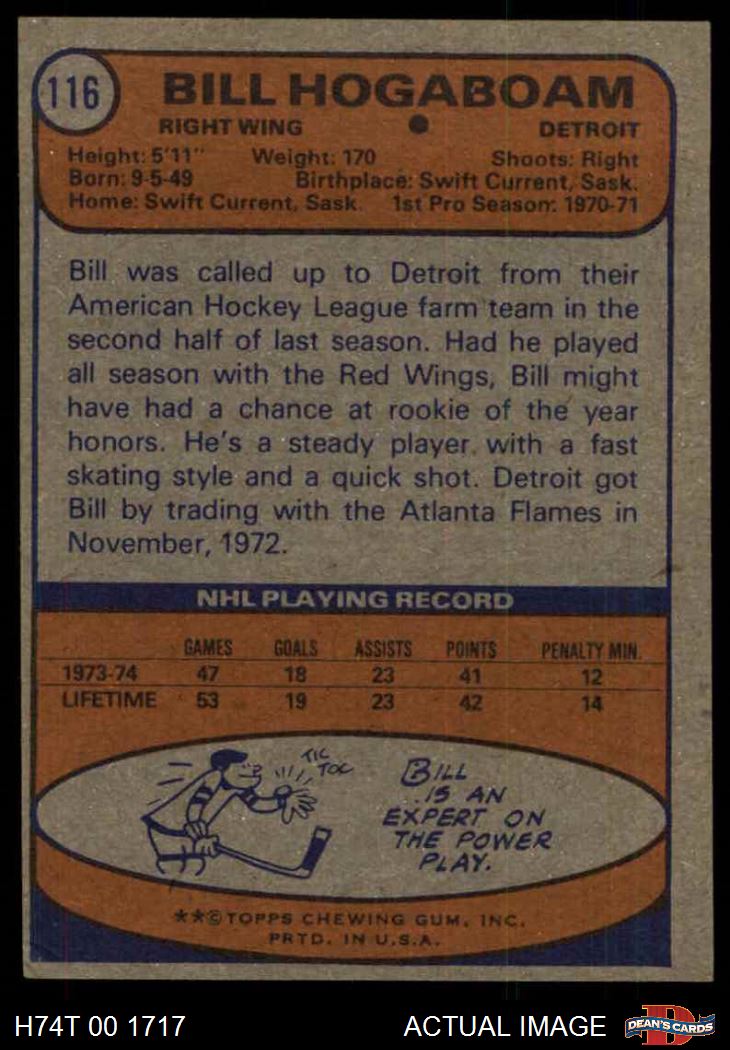 116
BILL HOGABOAM
RIGHT WING ● DETROIT
Height: 5'11" Weight: 170 Shoots: Right
Born: 9-5-49 Birthplace: Swift Current, Sask.
Home: Swift Current, Sask. 1st Pro Season: 1970-71
Bill was called up to Detroit from their
American Hockey League farm team in the
second half of last season. Had he played
all season with the Red Wings, Bill might
have had a chance at rookie of the year
honors. He's a steady player with a fast
skating style and a quick shot. Detroit got
Bill by trading with the Atlanta Flames in
November, 1972.
NHL PLAYING RECORD
GAMES GOALS ASSISTS POINTS PENALTY MIN.
1973-74 47 18 23 41 12
LIFETIME 53 19 23 42 14
TIC
TOC
BILL
IS AN
EXPERT ON
THE POWER
PLAY.
**©TOPPS CHEWING GUM, INC.
PRTD. IN U.S.A.
H74T 00 1717 ACTUAL IMAGE D DEAN'S CARDS